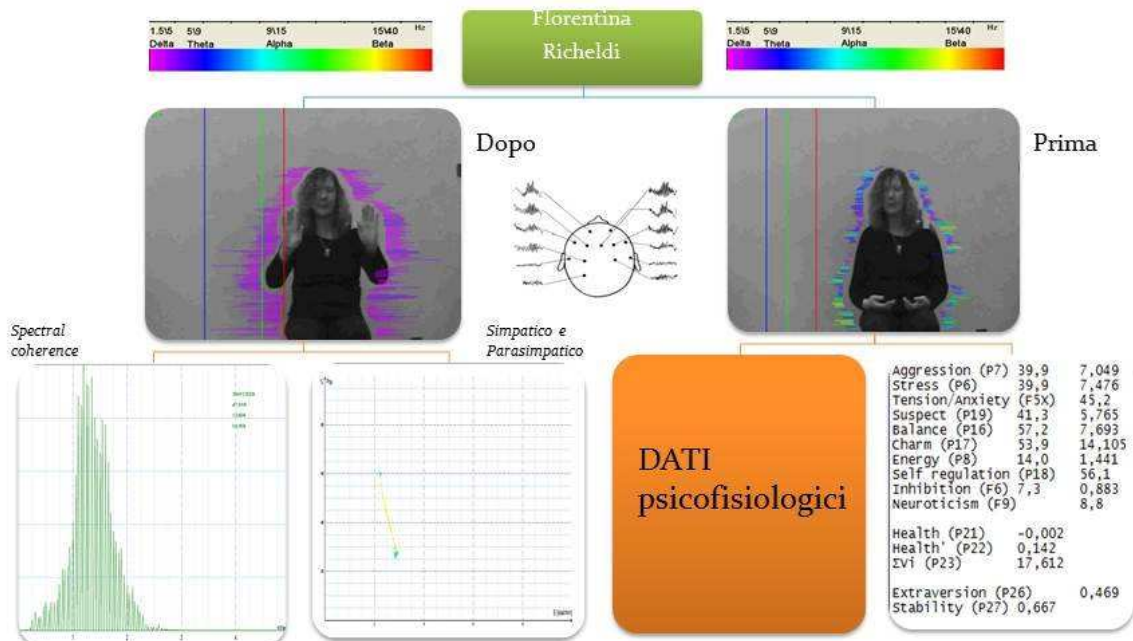 Florentina
Richeldi
1.5\5 5\9 9\15 15\40 Hz
Delta Theta Alpha Beta
1.5\5 5\9 9\15 15\40 Hz
Delta Theta Alpha Beta
Dopo
Prima
Spectral
coherence
Simpatico e
Parasimpatico
1 2 3 4
DATI
psicofisiologici
Aggression (P7) 39,9 7,049
Stress (P6) 39,9 7,476
Tension/Anxiety (F5X) 45,2
Suspect (P19) 41,3 5,765
Balance (P16) 57,2 7,693
Charm (P17) 53,9 14,105
Energy (P8) 14,0 1,441
Self regulation (P18) 56,1
Inhibition (F6) 7,3 0,883
Neuroticism (F9) 8,8
Health (P21) -0,002
Health' (P22) 0,142
ΣVi (P23) 17,612
Extraversion (P26) 0,469
Stability (P27) 0,667